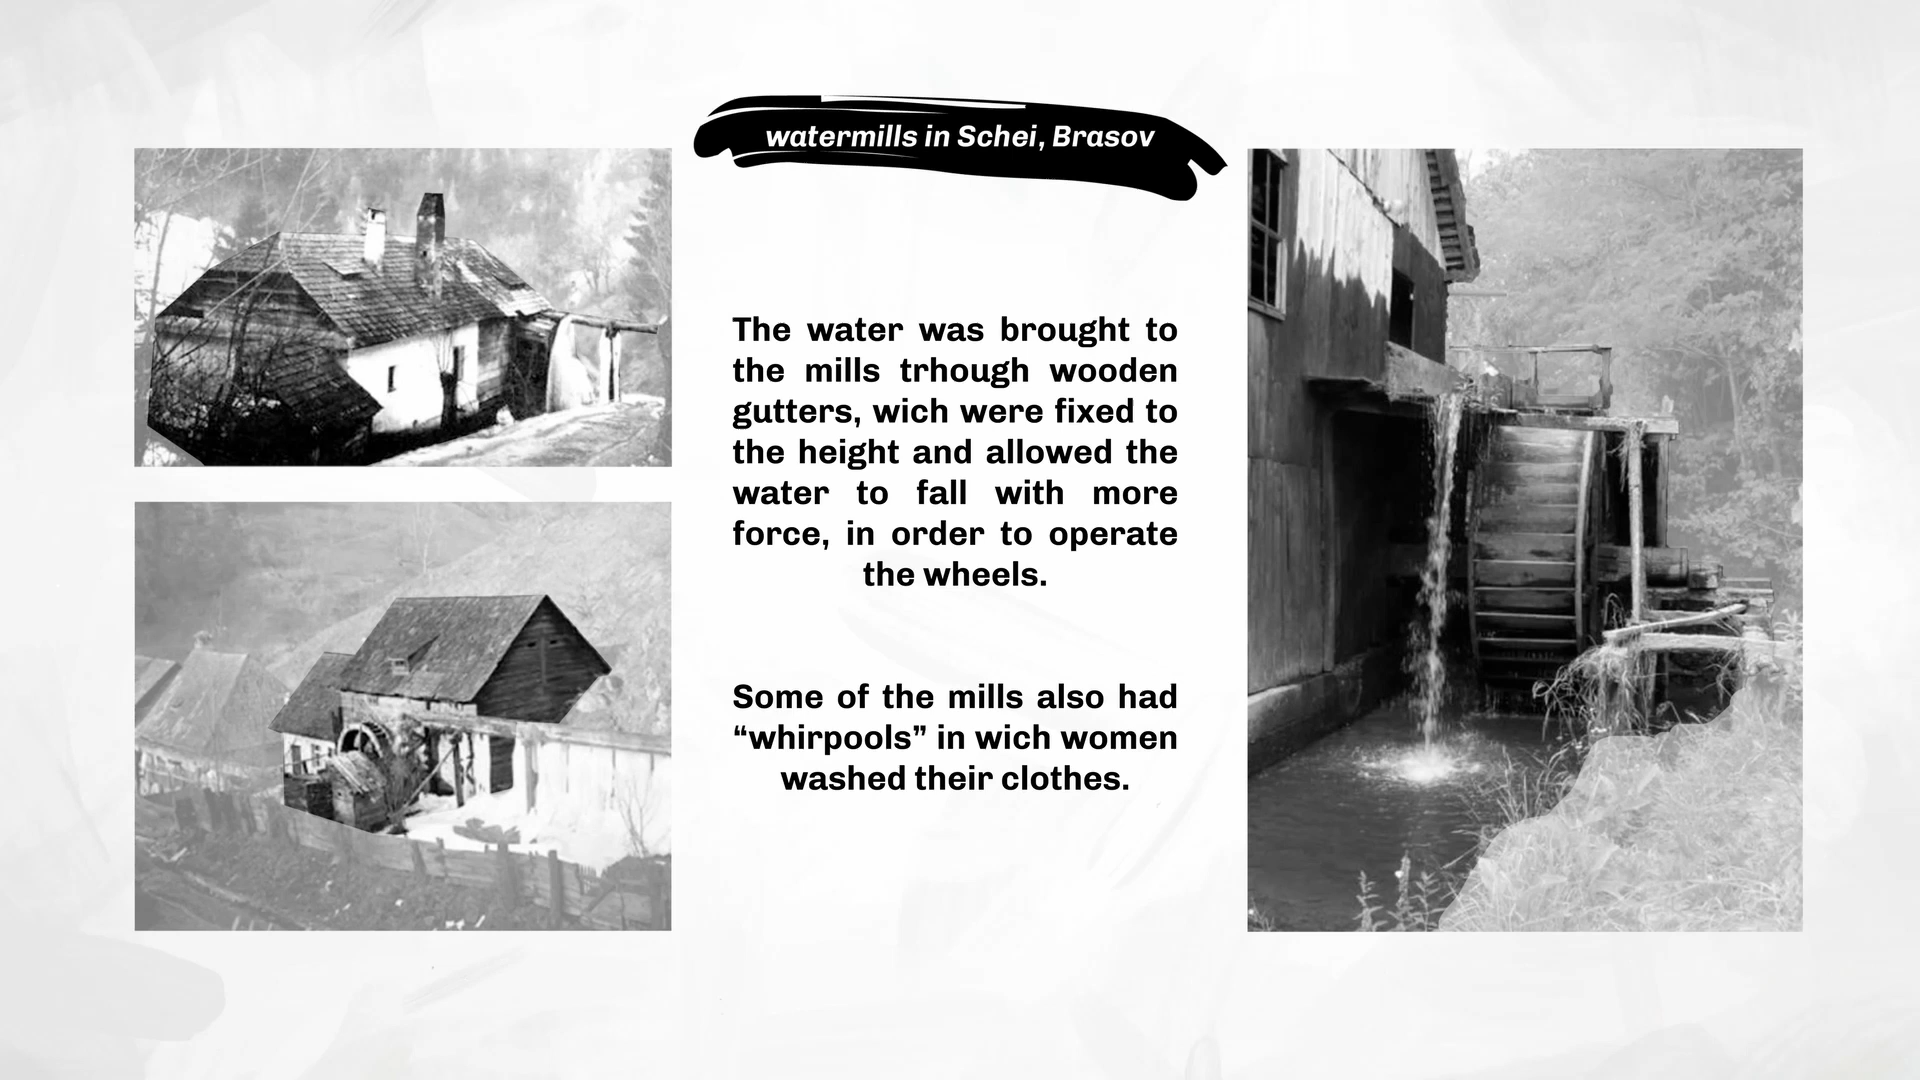 watermills in Schei, Brasov
The water was brought to
the mills trhough wooden
gutters, wich were fixed to
the height and allowed the
water to fall with more
force, in order to operate
the wheels.
Some of the mills also had
“whirpools” in wich women
washed their clothes.